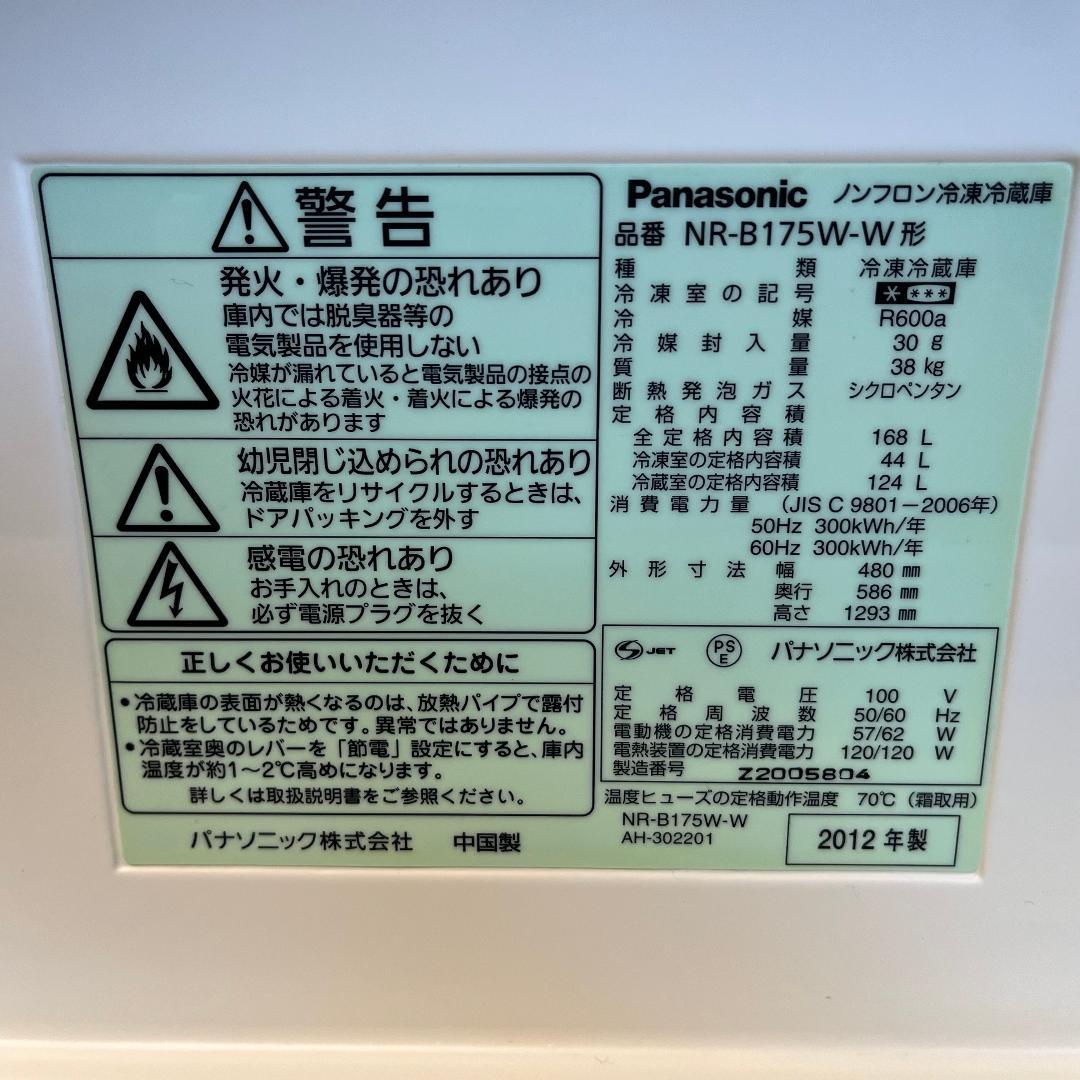 警告
発火・爆発の恐れあり
庫内では脱臭器等の
電気製品を使用しない
冷媒が漏れていると電気製品の接点の
火花による着火・着火による爆発の
恐れがあります
幼児閉じ込められの恐れあり
冷蔵庫をリサイクルするときは、
ドアパッキングを外す
感電の恐れあり
お手入れのときは、
必ず電源プラグを抜く
正しくお使いいただくために
・冷蔵庫の表面が熱くなるのは、放熱パイプで露付
防止をしているためです。異常ではありません。
・冷蔵室奥のレバーを「節電」設定にすると、庫内
温度が約1～2℃高めになります。
詳しくは取扱説明書をご参照ください。
パナソニック株式会社 中国製
Panasonic ノンフロン冷凍冷蔵庫
品番 NR-B175W-W形
種類 冷凍冷蔵庫
冷凍室の記号 * ***
冷媒 R600a
冷媒封入量 30 g
質量 38 kg
断熱発泡ガス シクロペンタン
定格内容積
全定格内容積 168 L
冷凍室の定格内容積 44 L
冷蔵室の定格内容積 124 L
消費電力量 (JIS C 9801-2006年)
50Hz 300kWh/年
60Hz 300kWh/年
外形寸法 幅 480 mm
奥行 586 mm
高さ 1293 mm
S JET PSE パナソニック株式会社
定格電圧 100 V
定格周波数 50/60 Hz
電動機の定格消費電力 57/62 W
電熱装置の定格消費電力 120/120 W
製造番号 Z2005804
温度ヒューズの定格動作温度 70℃ (霜取用)
NR-B175W-W
AH-302201
2012年製